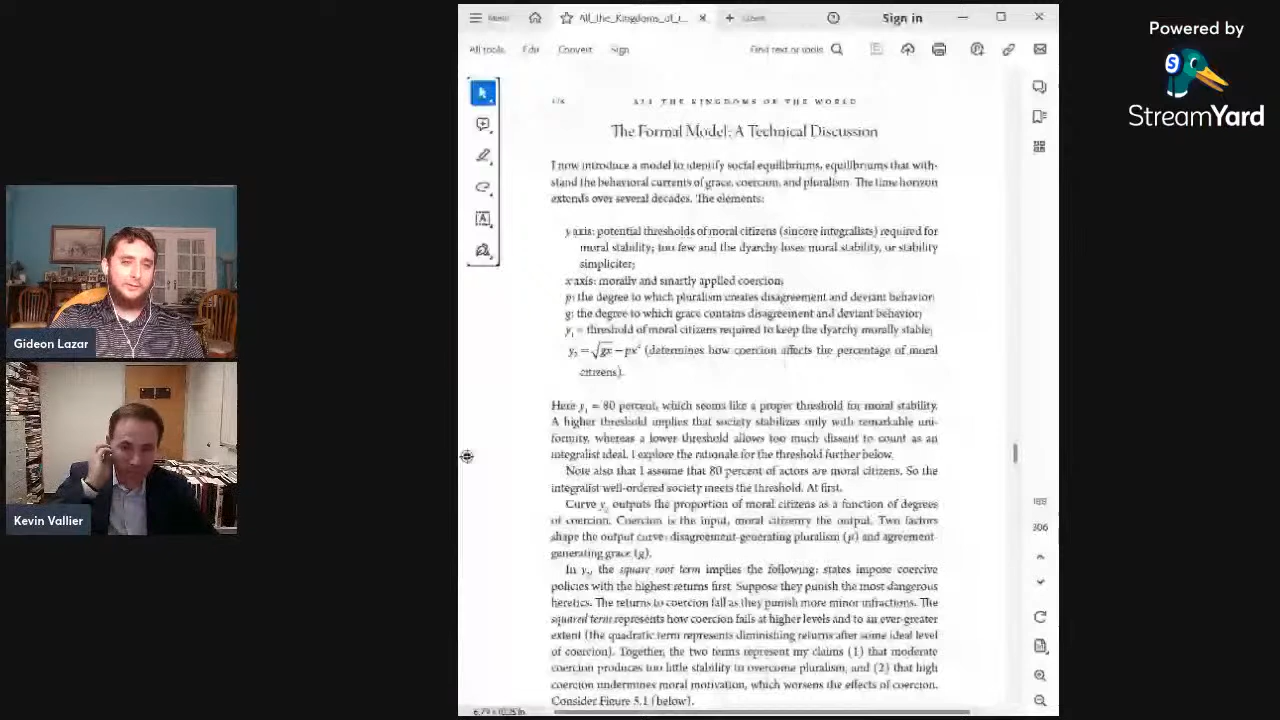 Menu
All_the_Kingdoms_of_t...
Sign in
All tools
Edit
Convert
Sign
Find text or tools
Powered by
StreamYard
ALL THE KINGDOMS OF THE WORLD
The Formal Model: A Technical Discussion
I now introduce a model to identify social equilibriums, equilibriums that with-
stand the behavioral currents of grace, coercion, and pluralism. The time horizon
extends over several decades. The elements:
y axis: potential thresholds of moral citizens (sincere integralists) required for
moral stability; too few and the dyarchy loses moral stability, or stability
simpliciter;
x axis: morally and smartly applied coercion;
p: the degree to which pluralism creates disagreement and deviant behavior;
g: the degree to which grace contains disagreement and deviant behavior;
y₁ = threshold of moral citizens required to keep the dyarchy morally stable;
y₂ = √gx – px² (determines how coercion affects the percentage of moral
citizens).
Here y₁ = 80 percent, which seems like a proper threshold for moral stability.
A higher threshold implies that society stabilizes only with remarkable uni-
formity, whereas a lower threshold allows too much dissent to count as an
integralist ideal. I explore the rationale for the threshold further below.
Note also that I assume that 80 percent of actors are moral citizens. So the
integralist well-ordered society meets the threshold. At first.
Curve y₂ outputs the proportion of moral citizens as a function of degrees
of coercion. Coercion is the input, moral citizenry the output. Two factors
shape the output curve: disagreement-generating pluralism (p) and agreement-
generating grace (g).
In y₂, the square root term implies the following: states impose coercive
policies with the highest returns first. Suppose they punish the most dangerous
heretics. The returns to coercion fall as they punish more minor infractions. The
squared term represents how coercion fails at higher levels and to an ever-greater
extent (the quadratic term represents diminishing returns after some ideal level
of coercion). Together, the two terms represent my claims (1) that moderate
coercion produces too little stability to overcome pluralism, and (2) that high
coercion undermines moral motivation, which worsens the effects of coercion.
Consider Figure 5.1 (below).
306
Gideon Lazar
Kevin Vallier